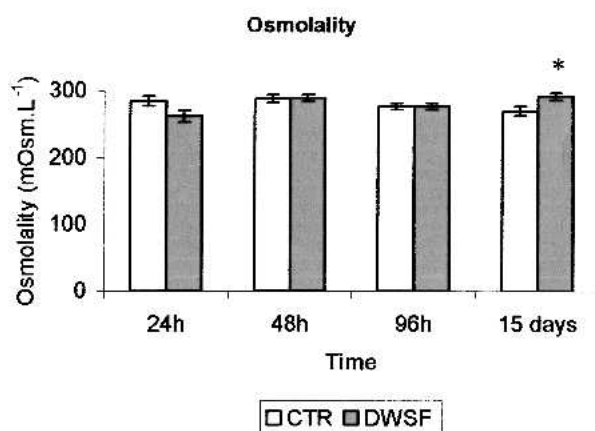 Osmolality
*
Osmolality (mOsm.L⁻¹)
300
200
100
0
24h 48h 96h 15 days
Time
CTR DWSF